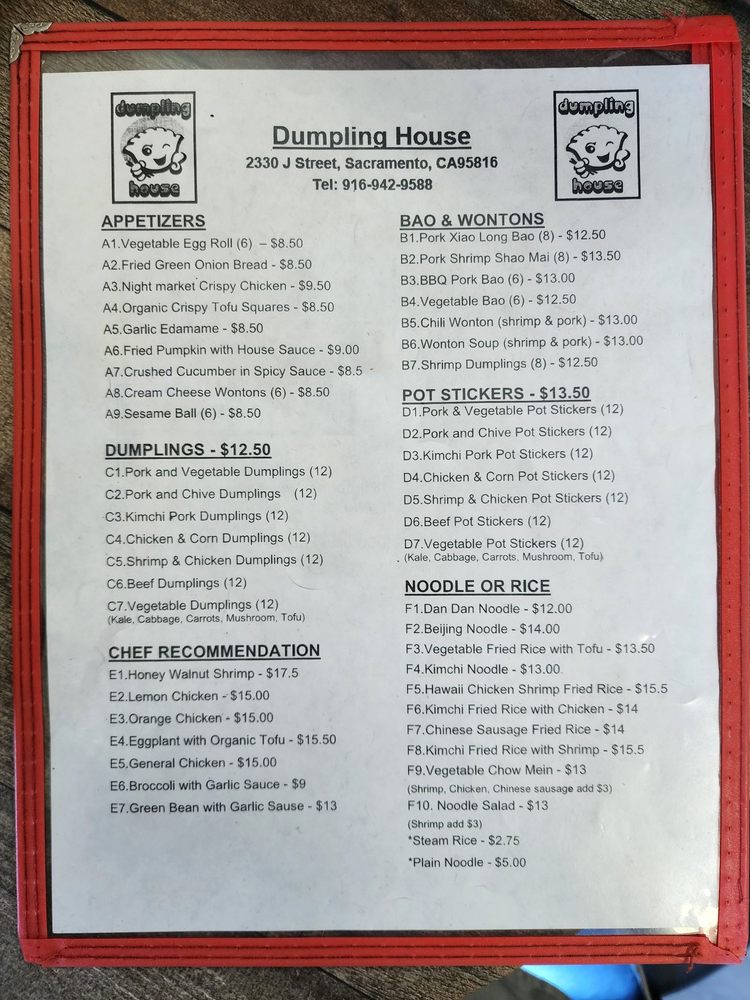 dumpling
house
dumpling
house
Dumpling House
2330 J Street, Sacramento, CA95816
Tel: 916-942-9588
APPETIZERS
A1.Vegetable Egg Roll (6) – $8.50
A2.Fried Green Onion Bread - $8.50
A3.Night market Crispy Chicken - $9.50
A4.Organic Crispy Tofu Squares - $8.50
A5.Garlic Edamame - $8.50
A6.Fried Pumpkin with House Sauce - $9.00
A7.Crushed Cucumber in Spicy Sauce - $8.5
A8.Cream Cheese Wontons (6) - $8.50
A9.Sesame Ball (6) - $8.50
DUMPLINGS - $12.50
C1.Pork and Vegetable Dumplings (12)
C2.Pork and Chive Dumplings (12)
C3.Kimchi Pork Dumplings (12)
C4.Chicken & Corn Dumplings (12)
C5.Shrimp & Chicken Dumplings (12)
C6.Beef Dumplings (12)
C7.Vegetable Dumplings (12)
(Kale, Cabbage, Carrots, Mushroom, Tofu)
CHEF RECOMMENDATION
E1.Honey Walnut Shrimp - $17.5
E2.Lemon Chicken - $15.00
E3.Orange Chicken - $15.00
E4.Eggplant with Organic Tofu - $15.50
E5.General Chicken - $15.00
E6.Broccoli with Garlic Sauce - $9
E7.Green Bean with Garlic Sause - $13
BAO & WONTONS
B1.Pork Xiao Long Bao (8) - $12.50
B2.Pork Shrimp Shao Mai (8) - $13.50
B3.BBQ Pork Bao (6) - $13.00
B4.Vegetable Bao (6) - $12.50
B5.Chili Wonton (shrimp & pork) - $13.00
B6.Wonton Soup (shrimp & pork) - $13.00
B7.Shrimp Dumplings (8) - $12.50
POT STICKERS - $13.50
D1.Pork & Vegetable Pot Stickers (12)
D2.Pork and Chive Pot Stickers (12)
D3.Kimchi Pork Pot Stickers (12)
D4.Chicken & Corn Pot Stickers (12)
D5.Shrimp & Chicken Pot Stickers (12)
D6.Beef Pot Stickers (12)
D7.Vegetable Pot Stickers (12)
(Kale, Cabbage, Carrots, Mushroom, Tofu)
NOODLE OR RICE
F1.Dan Dan Noodle - $12.00
F2.Beijing Noodle - $14.00
F3.Vegetable Fried Rice with Tofu - $13.50
F4.Kimchi Noodle - $13.00
F5.Hawaii Chicken Shrimp Fried Rice - $15.5
F6.Kimchi Fried Rice with Chicken - $14
F7.Chinese Sausage Fried Rice - $14
F8.Kimchi Fried Rice with Shrimp - $15.5
F9.Vegetable Chow Mein - $13
(Shrimp, Chicken, Chinese sausage add $3)
F10. Noodle Salad - $13
(Shrimp add $3)
*Steam Rice - $2.75
*Plain Noodle - $5.00